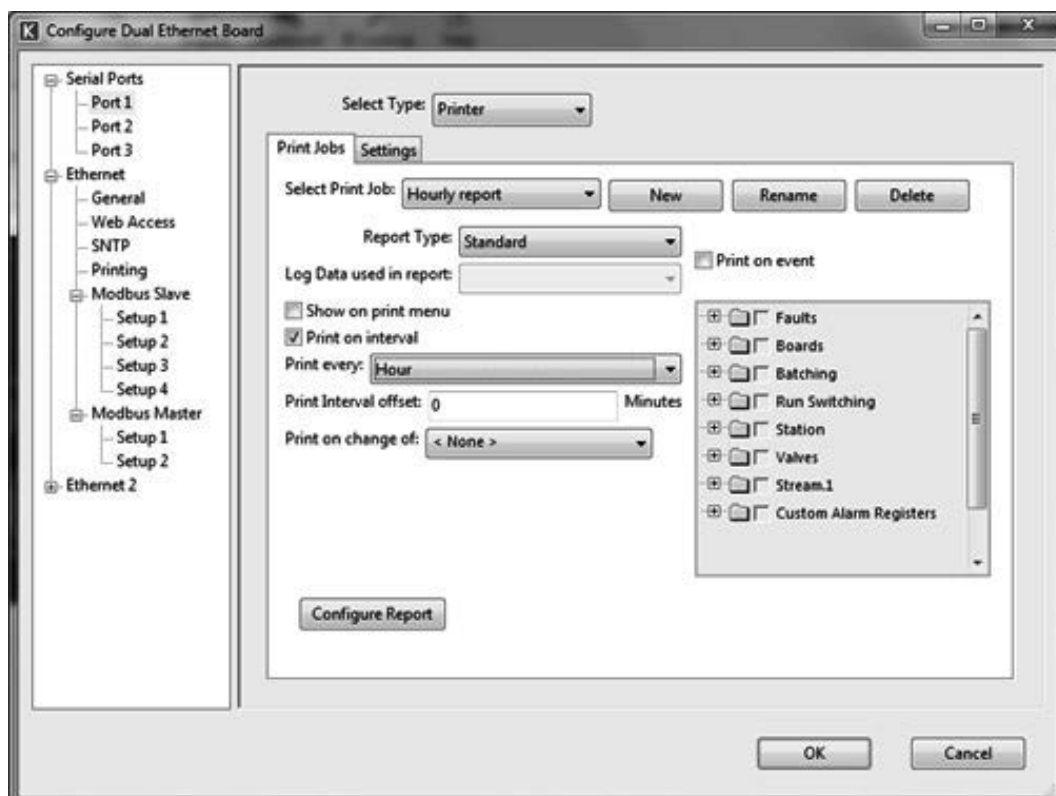 K Configure Dual Ethernet Board
Serial Ports
Port 1
Port 2
Port 3
Ethernet
General
Web Access
SNTP
Printing
Modbus Slave
Setup 1
Setup 2
Setup 3
Setup 4
Modbus Master
Setup 1
Setup 2
Ethernet 2
Select Type: Printer
Print Jobs Settings
Select Print Job: Hourly report New Rename Delete
Report Type: Standard
Print on event
Log Data used in report:
Show on print menu
Print on interval
Print every: Hour
Print Interval offset: 0 Minutes
Print on change of: < None >
Faults
Boards
Batching
Run Switching
Station
Valves
Stream.1
Custom Alarm Registers
Configure Report
OK Cancel